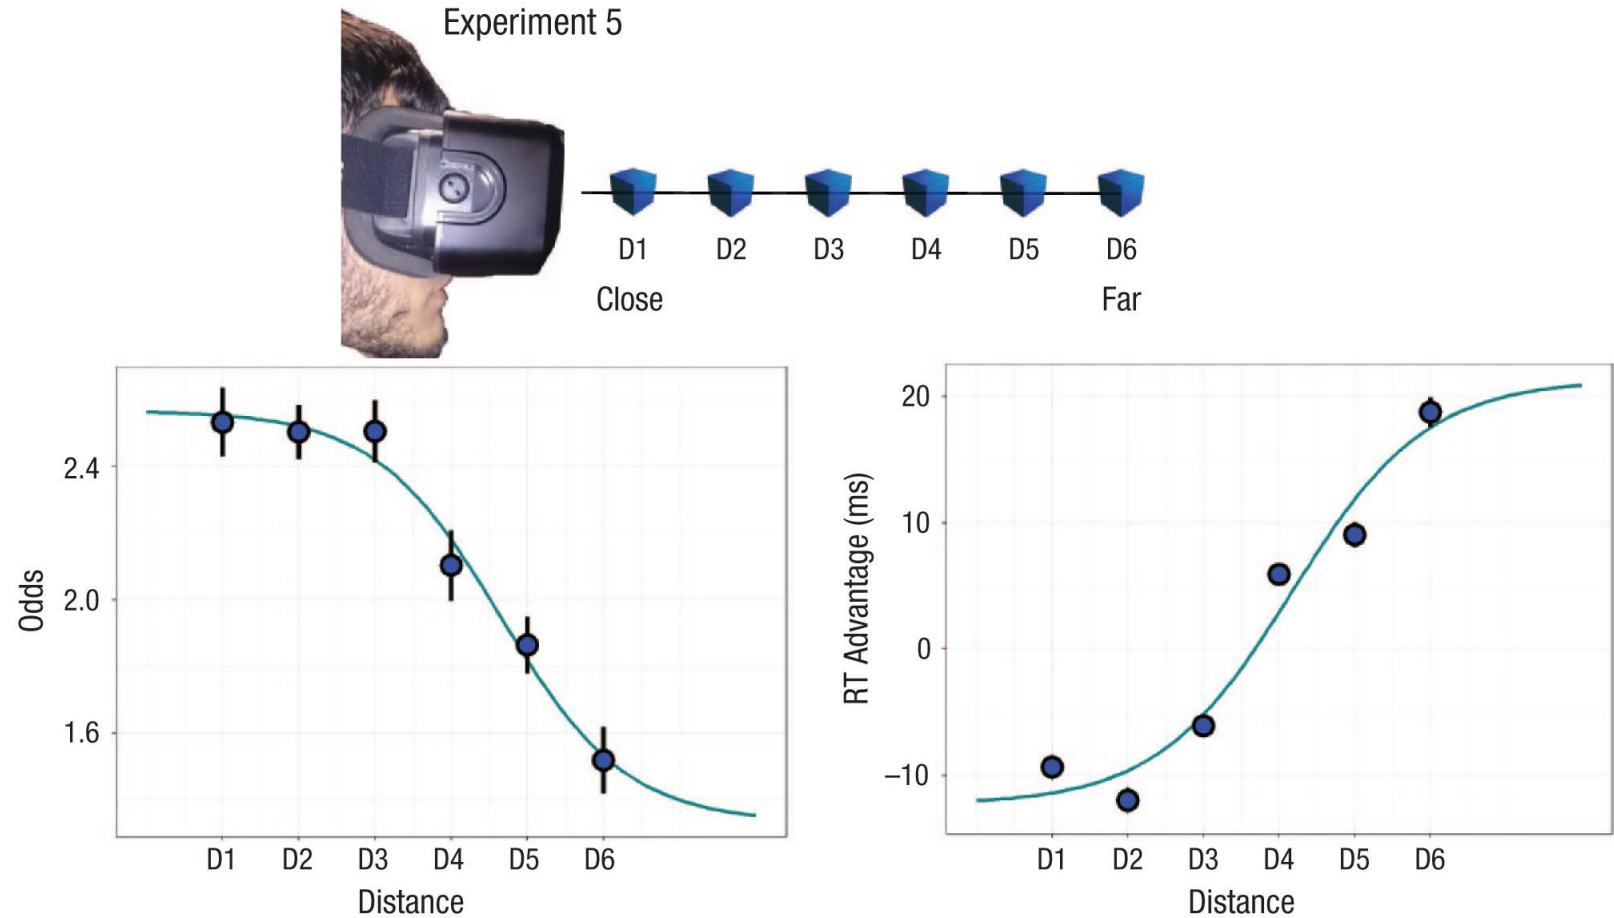 Experiment 5
D1 D2 D3 D4 D5 D6
Close Far
Odds
2.4
2.0
1.6
D1 D2 D3 D4 D5 D6
Distance
RT Advantage (ms)
20
10
0
–10
D1 D2 D3 D4 D5 D6
Distance